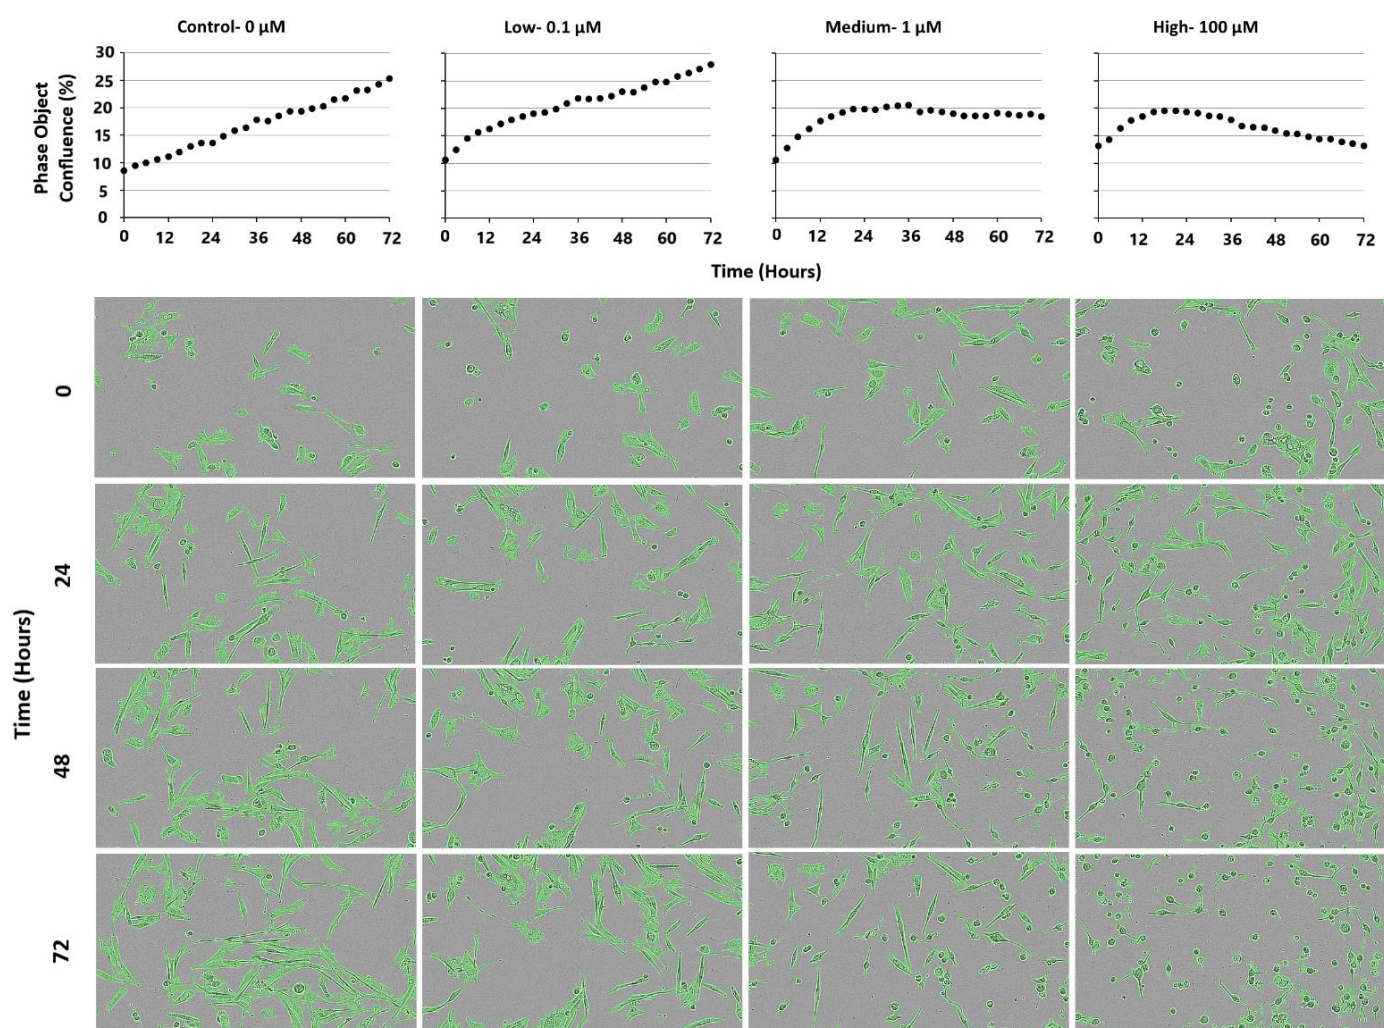 Control- 0 µM
Low- 0.1 µM
Medium- 1 µM
High- 100 µM
Phase Object
Confluence (%)
30
25
20
15
10
5
0
0 12 24 36 48 60 72
0 12 24 36 48 60 72
0 12 24 36 48 60 72
0 12 24 36 48 60 72
Time (Hours)
Time (Hours)
0
24
48
72